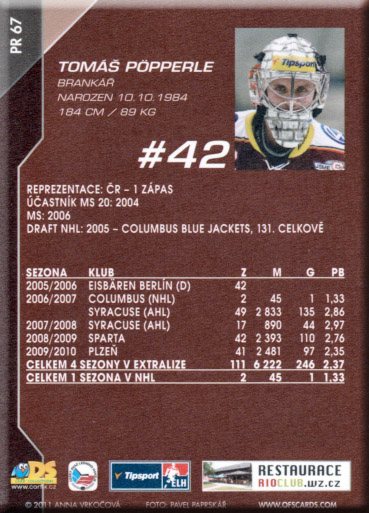 PR 67
TOMÁŠ PÖPPERLE
BRANKÁŘ
NAROZEN 10.10.1984
184 CM / 89 KG
Tipsport
#42
REPREZENTACE: ČR – 1 ZÁPAS
ÚČASTNÍK MS 20: 2004
MS: 2006
DRAFT NHL: 2005 – COLUMBUS BLUE JACKETS, 131. CELKOVĚ
SEZONA KLUB Z M G PB
2005/2006 EISBÄREN BERLÍN (D) 42
2006/2007 COLUMBUS (NHL) 2 45 1 1,33
SYRACUSE (AHL) 49 2 833 135 2,86
2007/2008 SYRACUSE (AHL) 17 890 44 2,97
2008/2009 SPARTA 42 2 393 110 2,76
2009/2010 PLZEŇ 41 2 481 97 2,35
CELKEM 4 SEZONY V EXTRALIZE 111 6 222 246 2.37
CELKEM 1 SEZONA V NHL 2 45 1 1.33
DS
www.cartik.cz
Tipsport
ELH
RESTAURACE
RIOCLUB.WZ.CZ
© 2011 ANNA VRKOČOVÁ FOTO: PAVEL PAPRSKÁŘ WWW.OFSCARDS.COM